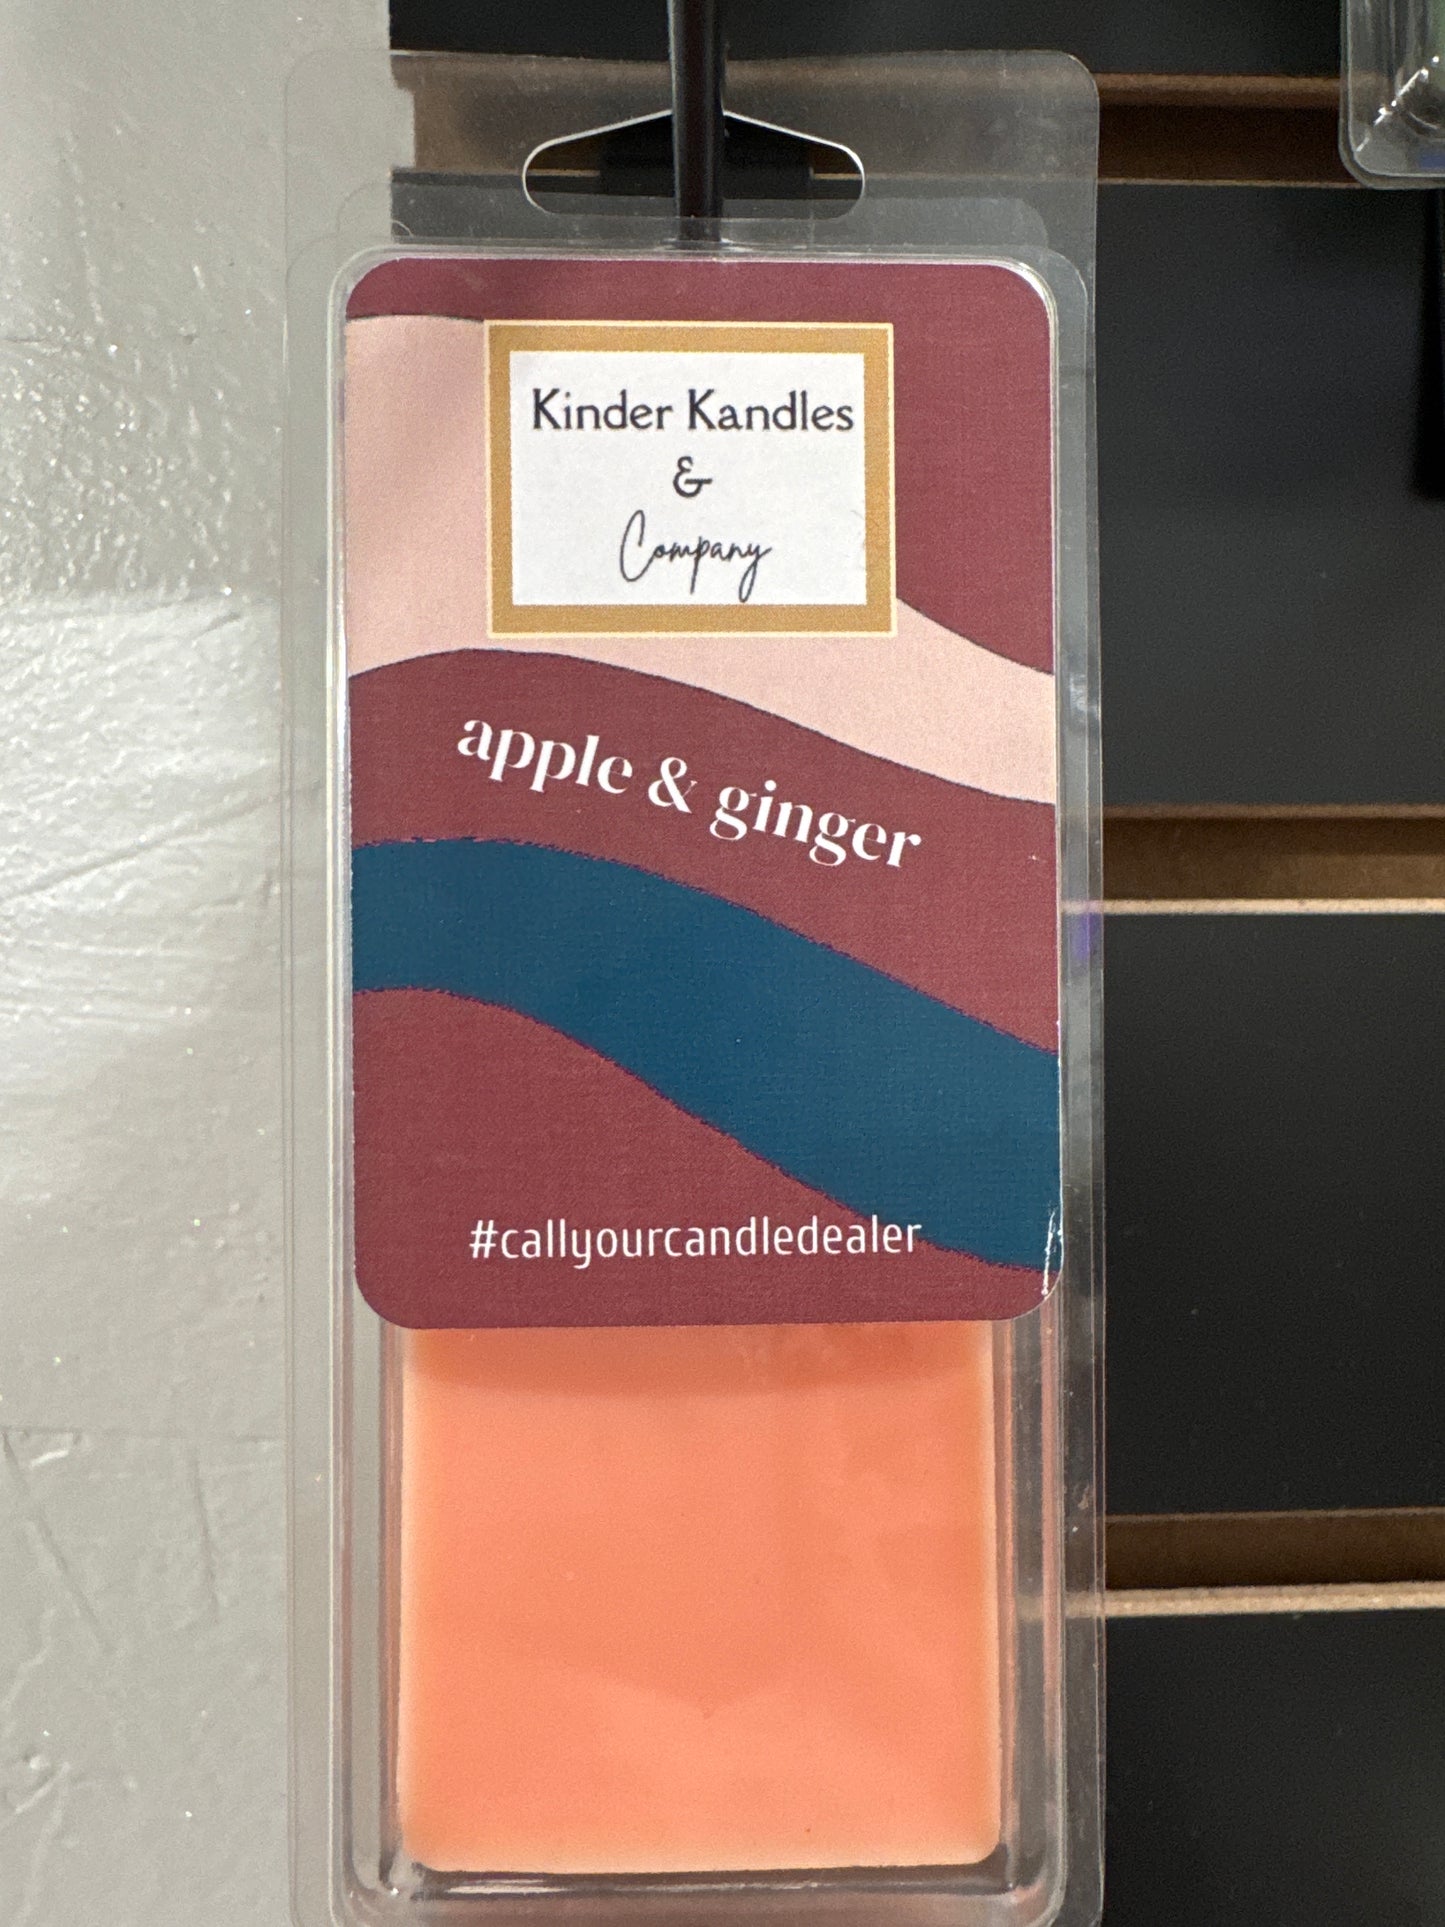 Kinder Kandles
&
Company
apple & ginger
#callyourcandledealer